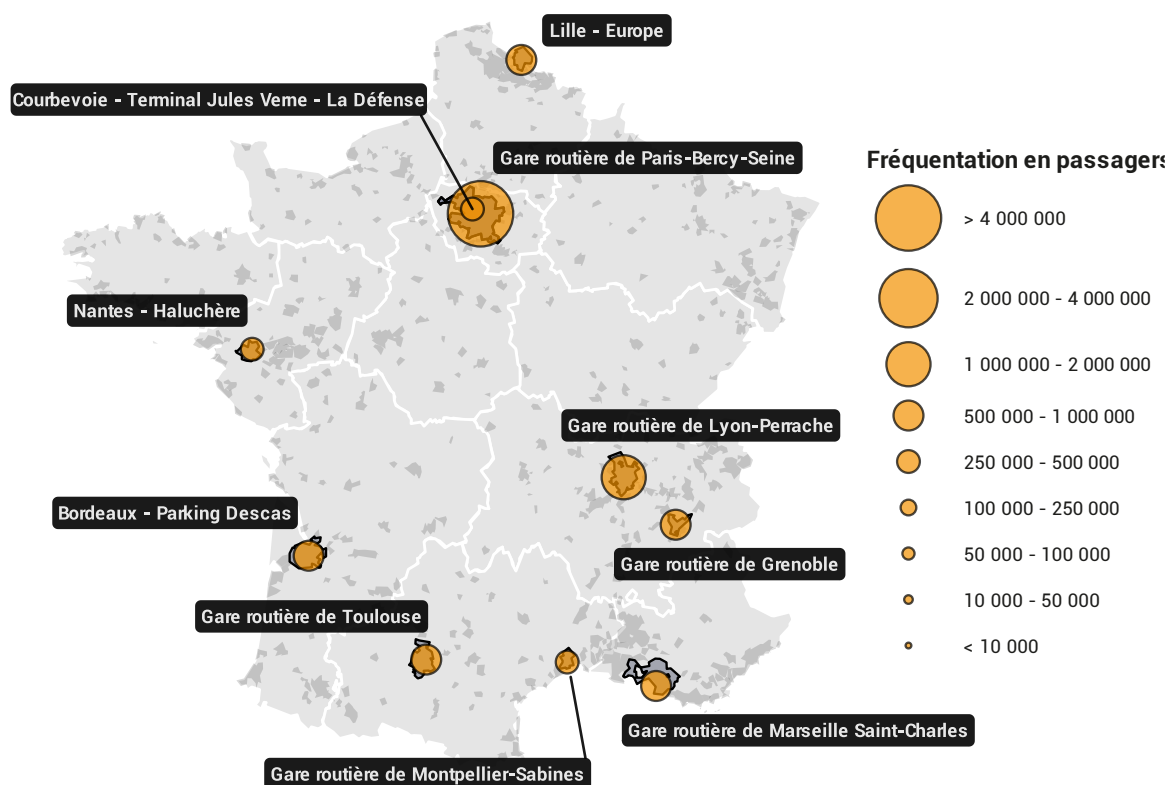 Lille - Europe
Courbevoie - Terminal Jules Verne - La Défense
Gare routière de Paris-Bercy-Seine
Fréquentation en passagers
> 4 000 000
2 000 000 - 4 000 000
Nantes - Haluchère
1 000 000 - 2 000 000
500 000 - 1 000 000
Gare routière de Lyon-Perrache
250 000 - 500 000
Bordeaux - Parking Descas
100 000 - 250 000
50 000 - 100 000
Gare routière de Grenoble
10 000 - 50 000
Gare routière de Toulouse
< 10 000
Gare routière de Marseille Saint-Charles
Gare routière de Montpellier-Sabines